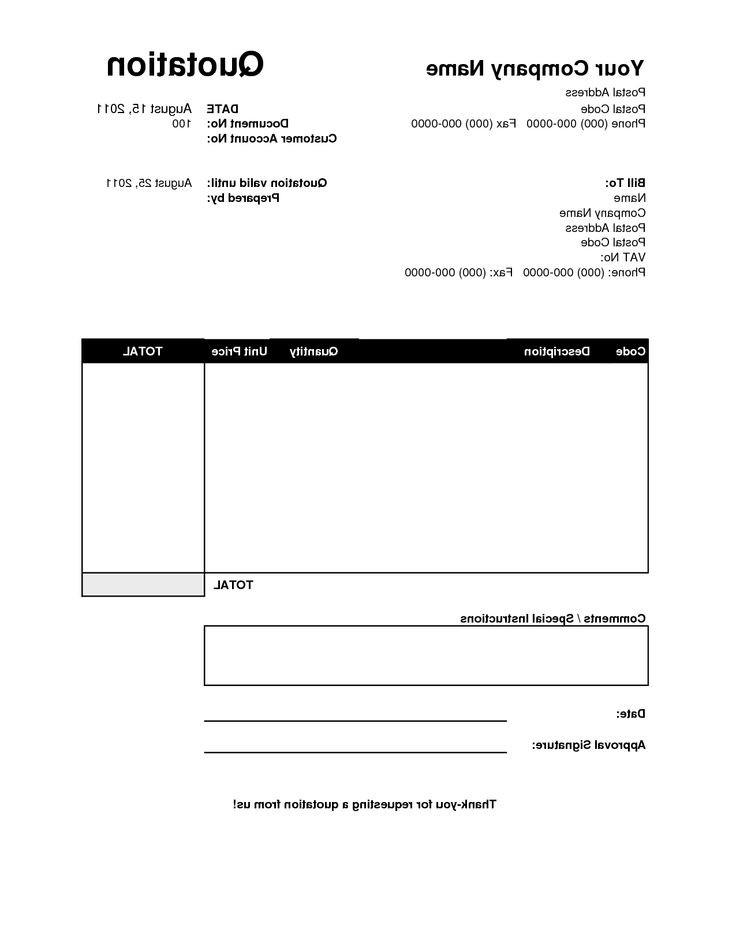 Your Company Name Quotation
Postal Address
Postal Code DATE August 15, 2011
Phone (000) 000-0000 Fax (000) 000-0000 Document No: 100
Customer Account No:
Bill To: Quotation valid until: August 25, 2011
Name Prepared by:
Company Name
Postal Address
Postal Code
VAT No:
Phone: (000) 000-0000 Fax: (000) 000-0000
Code Description Quantity Unit Price TOTAL
TOTAL
Comments / Special Instructions
Date:
Approval Signature:
Thank-you for requesting a quotation from us!